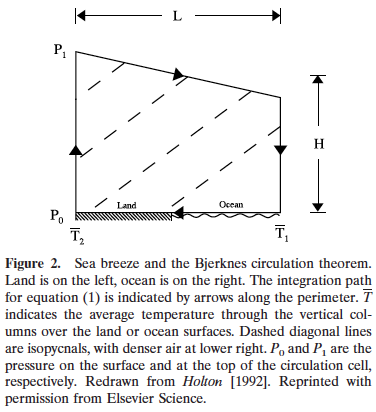 L
P₁
H
Land Ocean
P₀
T̅₂ T̅₁
Figure 2. Sea breeze and the Bjerknes circulation theorem.
Land is on the left, ocean is on the right. The integration path
for equation (1) is indicated by arrows along the perimeter. T̅
indicates the average temperature through the vertical col-
umns over the land or ocean surfaces. Dashed diagonal lines
are isopycnals, with denser air at lower right. P₀ and P₁ are the
pressure on the surface and at the top of the circulation cell,
respectively. Redrawn from Holton [1992]. Reprinted with
permission from Elsevier Science.